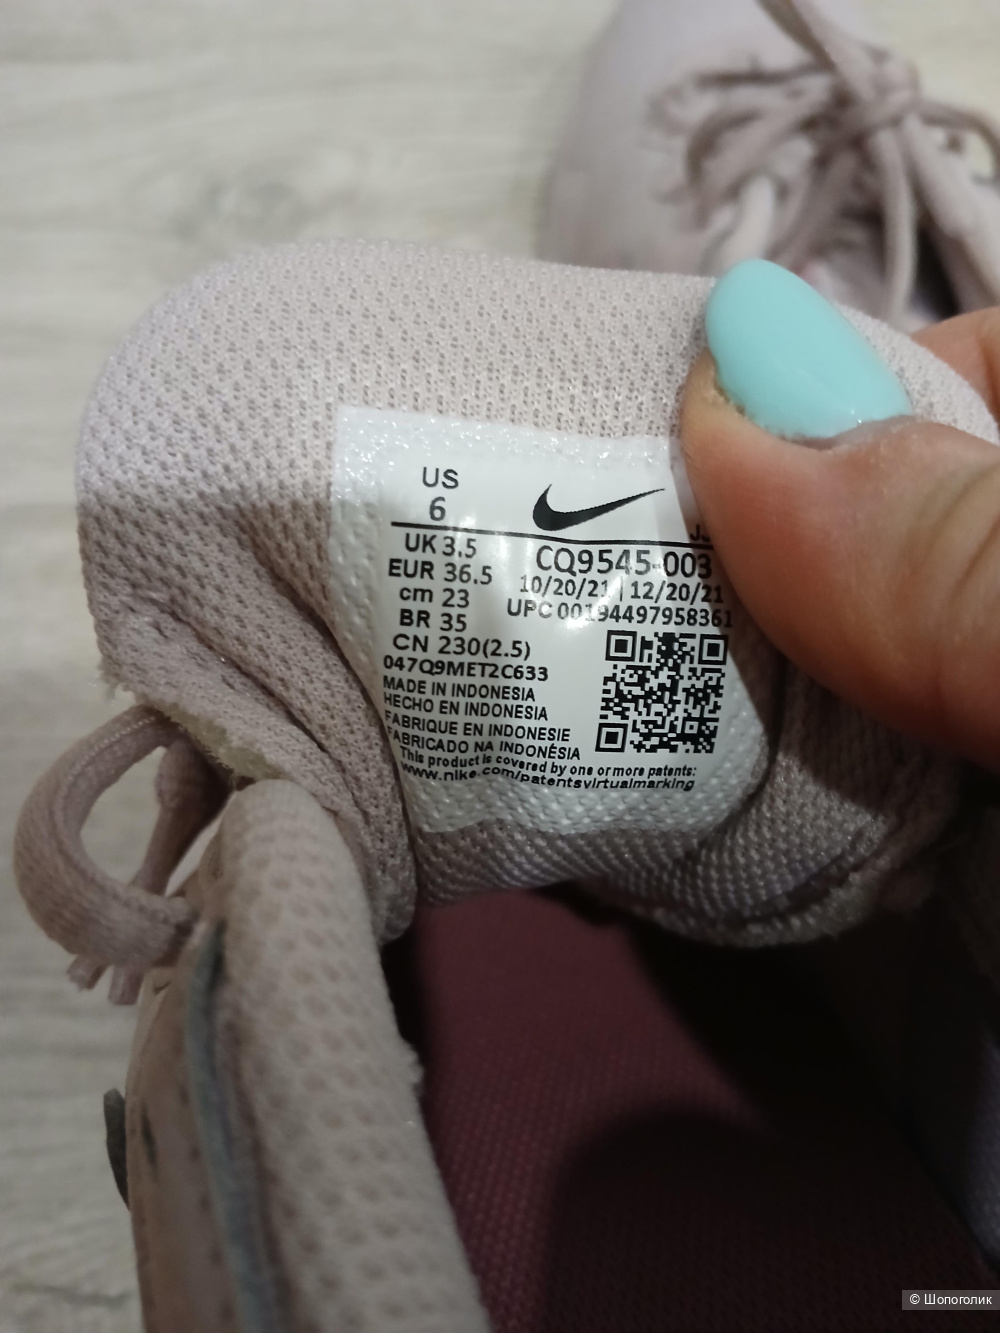 US
6
UK 3.5
EUR 36.5
cm 23
BR 35
CN 230(2.5)
CQ9545-003
10/20/21 | 12/20/21
UPC 00194497958361
047Q9MET2C633
MADE IN INDONESIA
HECHO EN INDONESIA
FABRIQUE EN INDONESIE
FABRICADO NA INDONÉSIA
This product is covered by one or more patents:
www.nike.com/patentsvirtualmarking
© Шопоголик